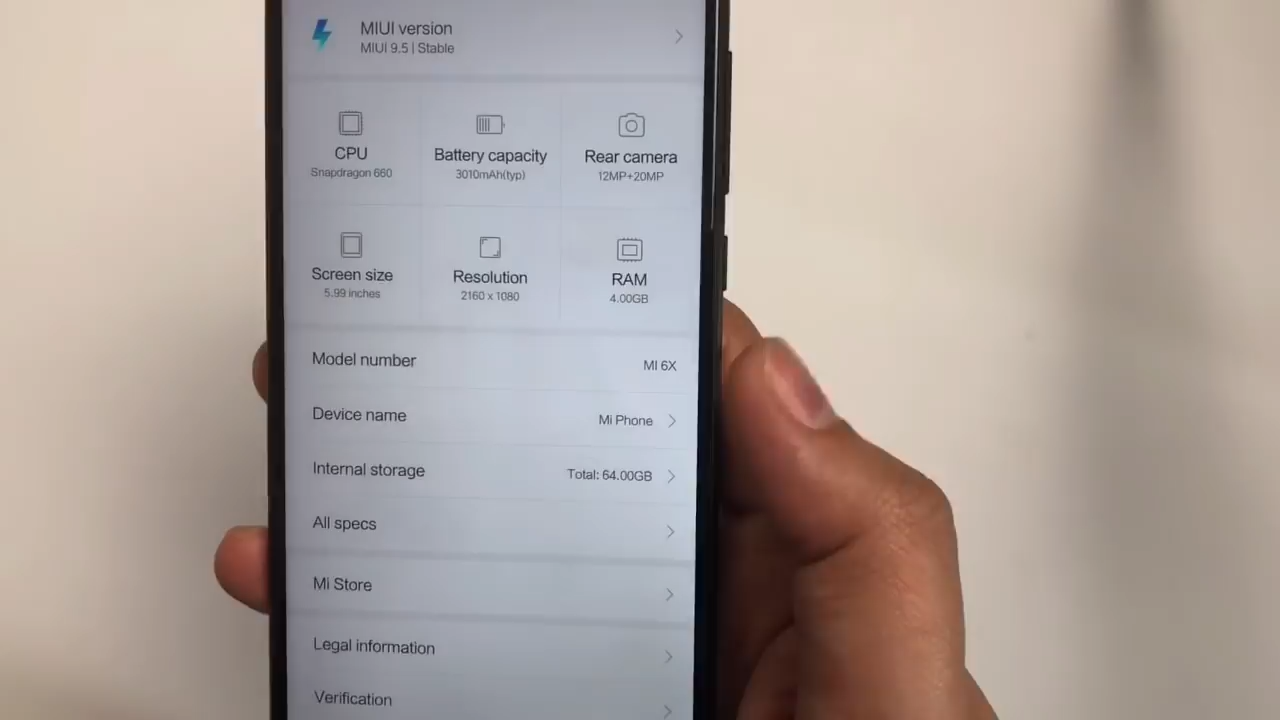 MIUI version
MIUI 9.5 | Stable
CPU
Snapdragon 660
Battery capacity
3010mAh(typ)
Rear camera
12MP+20MP
Screen size
5.99 inches
Resolution
2160 x 1080
RAM
4.00GB
Model number
MI 6X
Device name
Mi Phone
Internal storage
Total: 64.00GB
All specs
Mi Store
Legal information
Verification